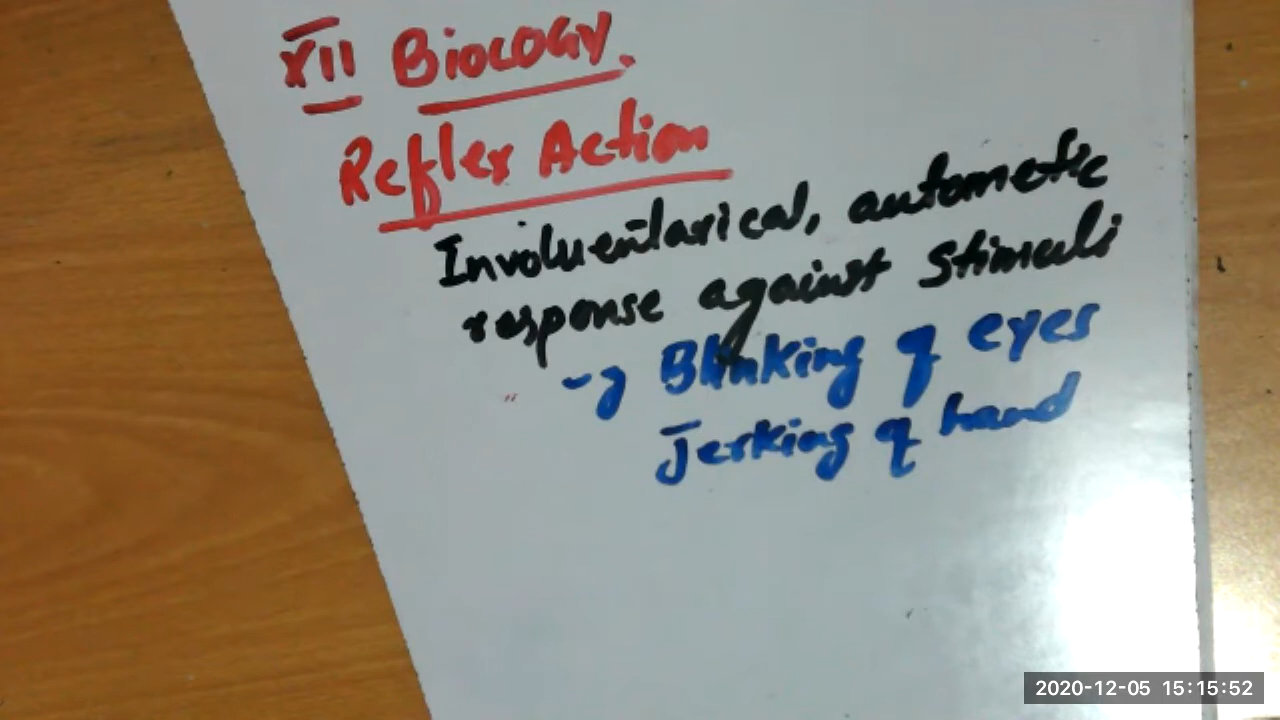 XII Biology.
Reflex Action
Involuentarical, autometic
response against Stimuli
→ Blinking of eyes
Jerking of hand
2020-12-05 15:15:52